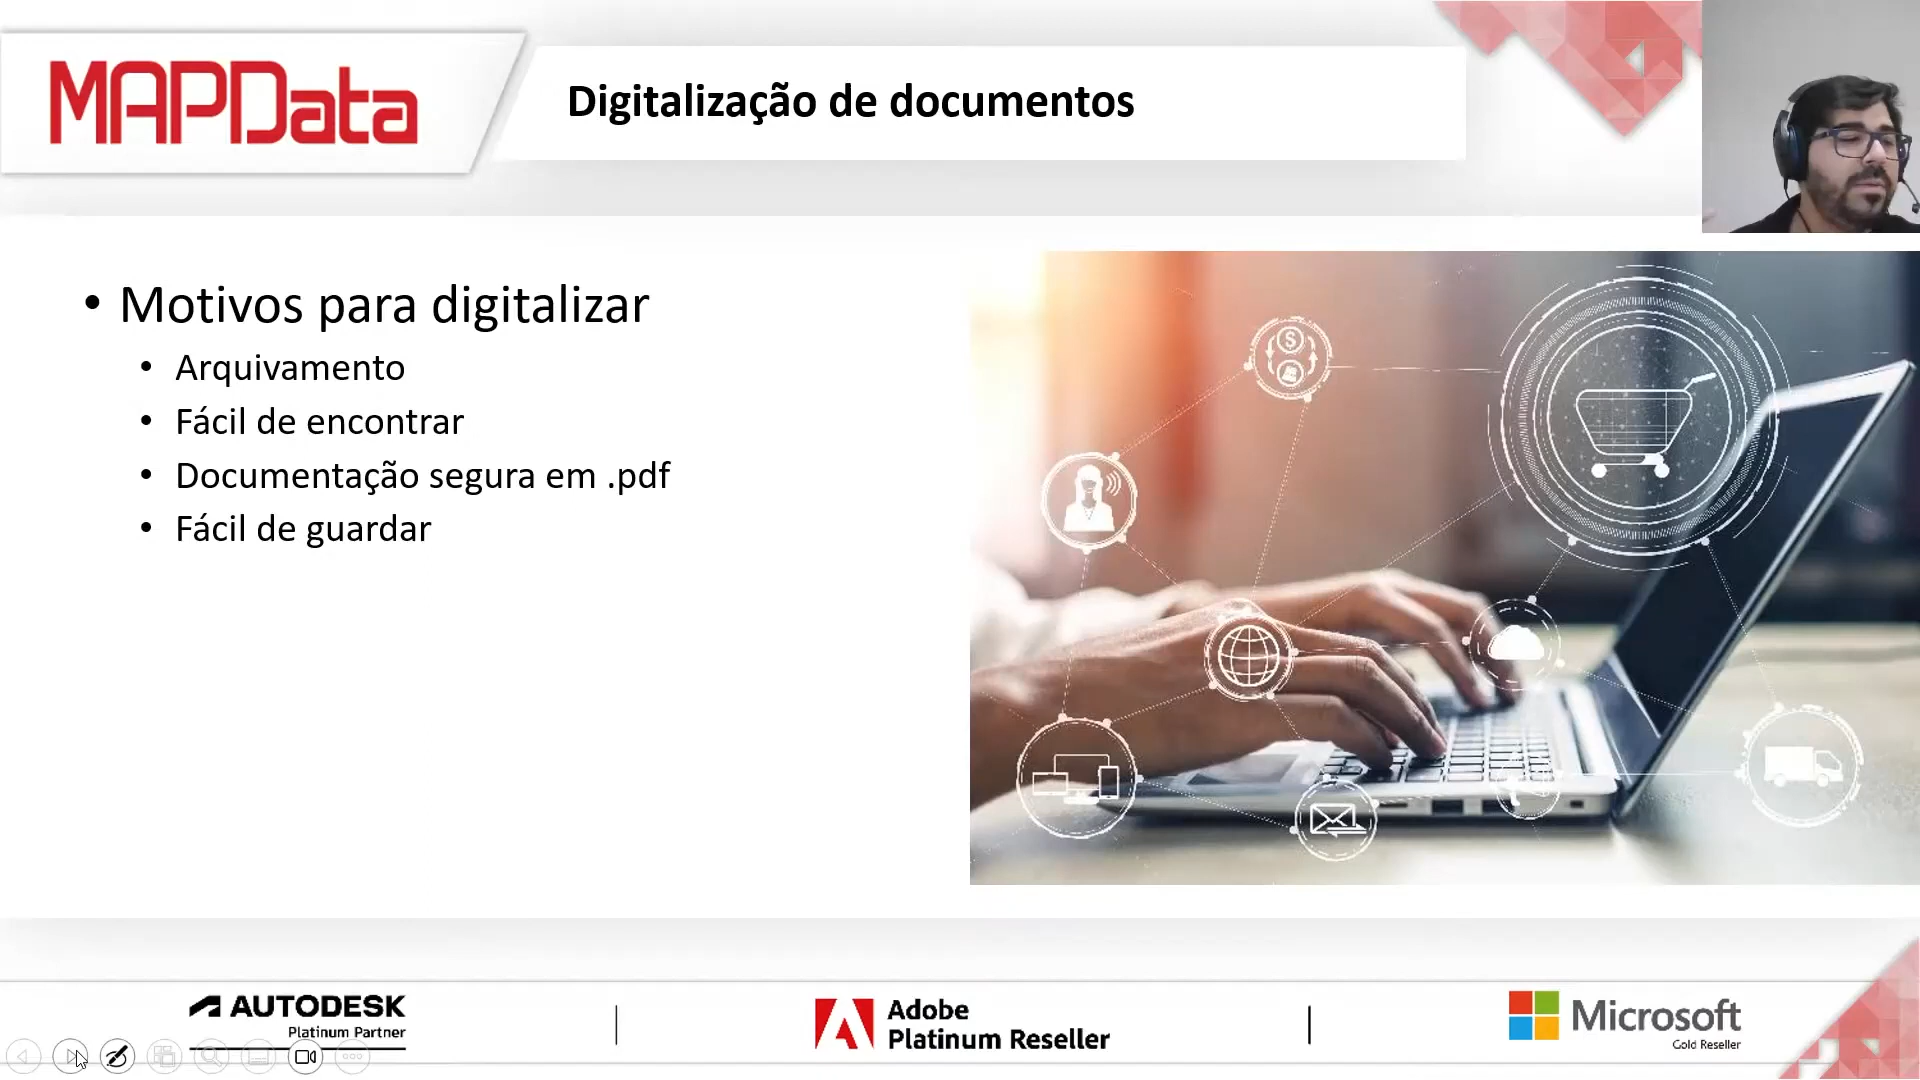 MAPData
Digitalização de documentos
• Motivos para digitalizar
• Arquivamento
• Fácil de encontrar
• Documentação segura em .pdf
• Fácil de guardar
$
AUTODESK
Platinum Partner
Adobe
Platinum Reseller
Microsoft
Gold Reseller